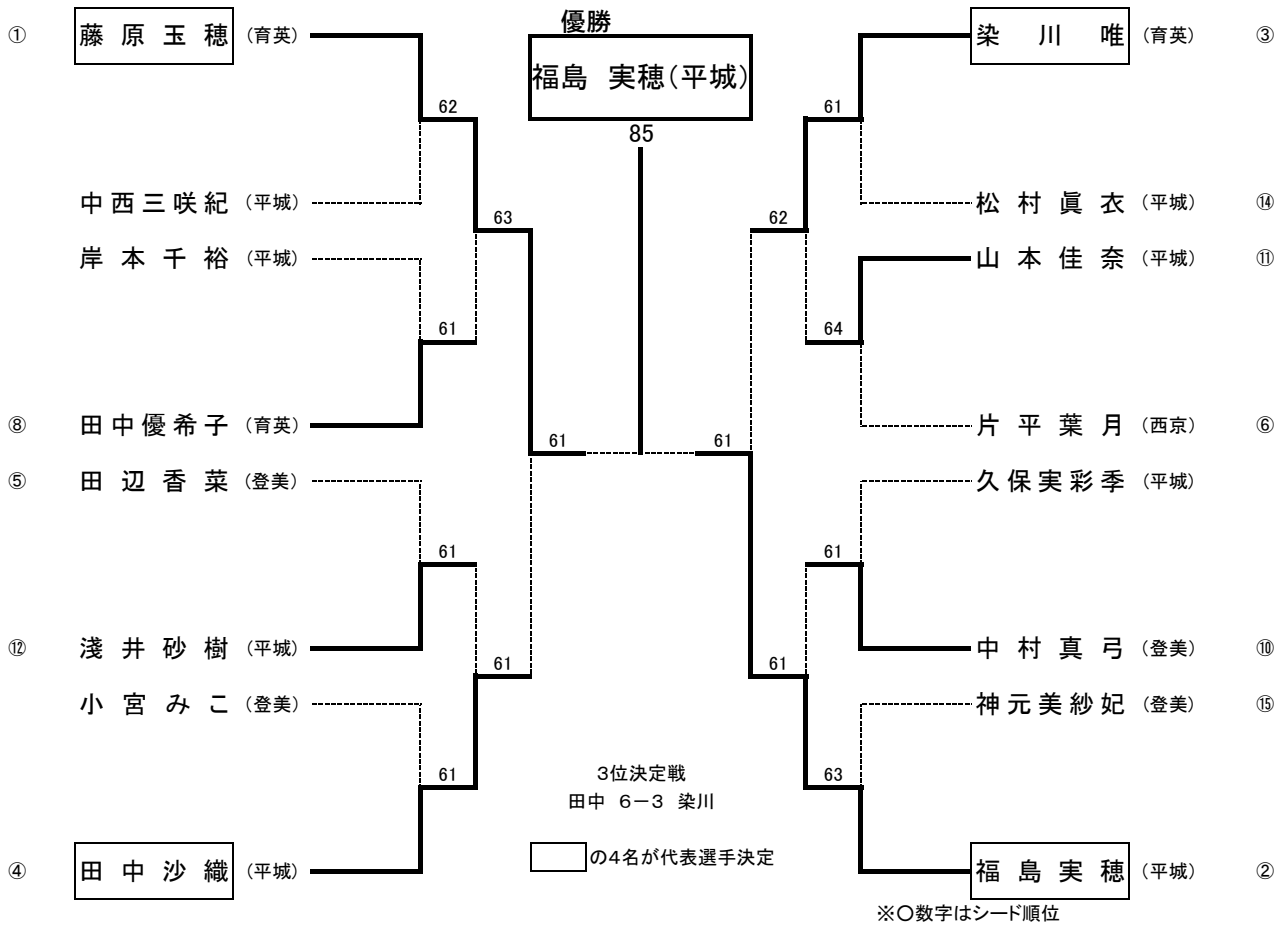 優勝
福島 実穂(平城)
85
① 藤原玉穂 (育英)
62
中西三咲紀 (平城)
63
岸本千裕 (平城)
61
⑧ 田中優希子 (育英)
61
⑤ 田辺香菜 (登美)
61
⑫ 淺井砂樹 (平城)
61
小宮みこ (登美)
61
④ 田中沙織 (平城)
染川唯 (育英) ③
61
松村眞衣 (平城) ⑭
62
山本佳奈 (平城) ⑪
64
片平葉月 (西京) ⑥
61
久保実彩季 (平城)
61
中村真弓 (登美) ⑩
61
神元美紗妃 (登美) ⑮
63
福島実穂 (平城) ②
3位決定戦
田中 6-3 染川
の4名が代表選手決定
※〇数字はシード順位